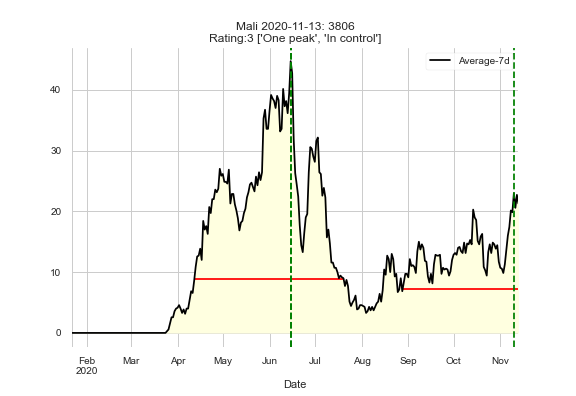 Mali 2020-11-13: 3806
Rating:3 ['One peak', 'In control']
Average-7d
40
30
20
10
0
Feb Mar Apr May Jun Jul Aug Sep Oct Nov
2020
Date